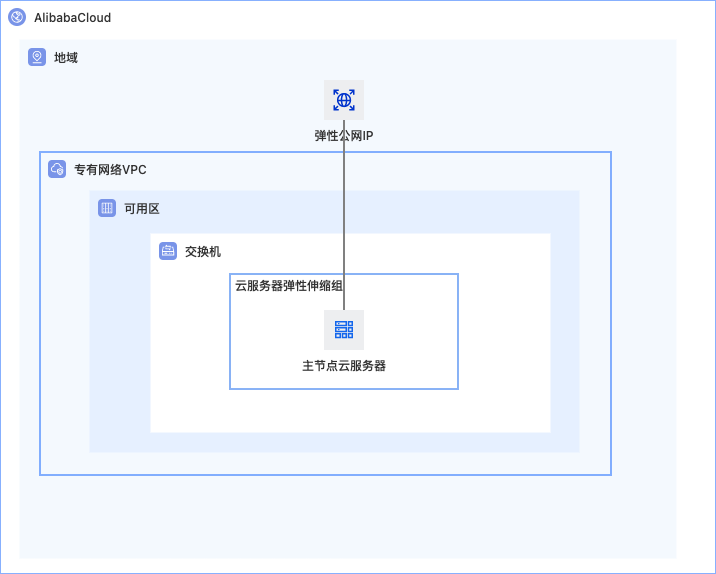 AlibabaCloud
地域
弹性公网IP
专有网络VPC
可用区
交换机
云服务器弹性伸缩组
主节点云服务器